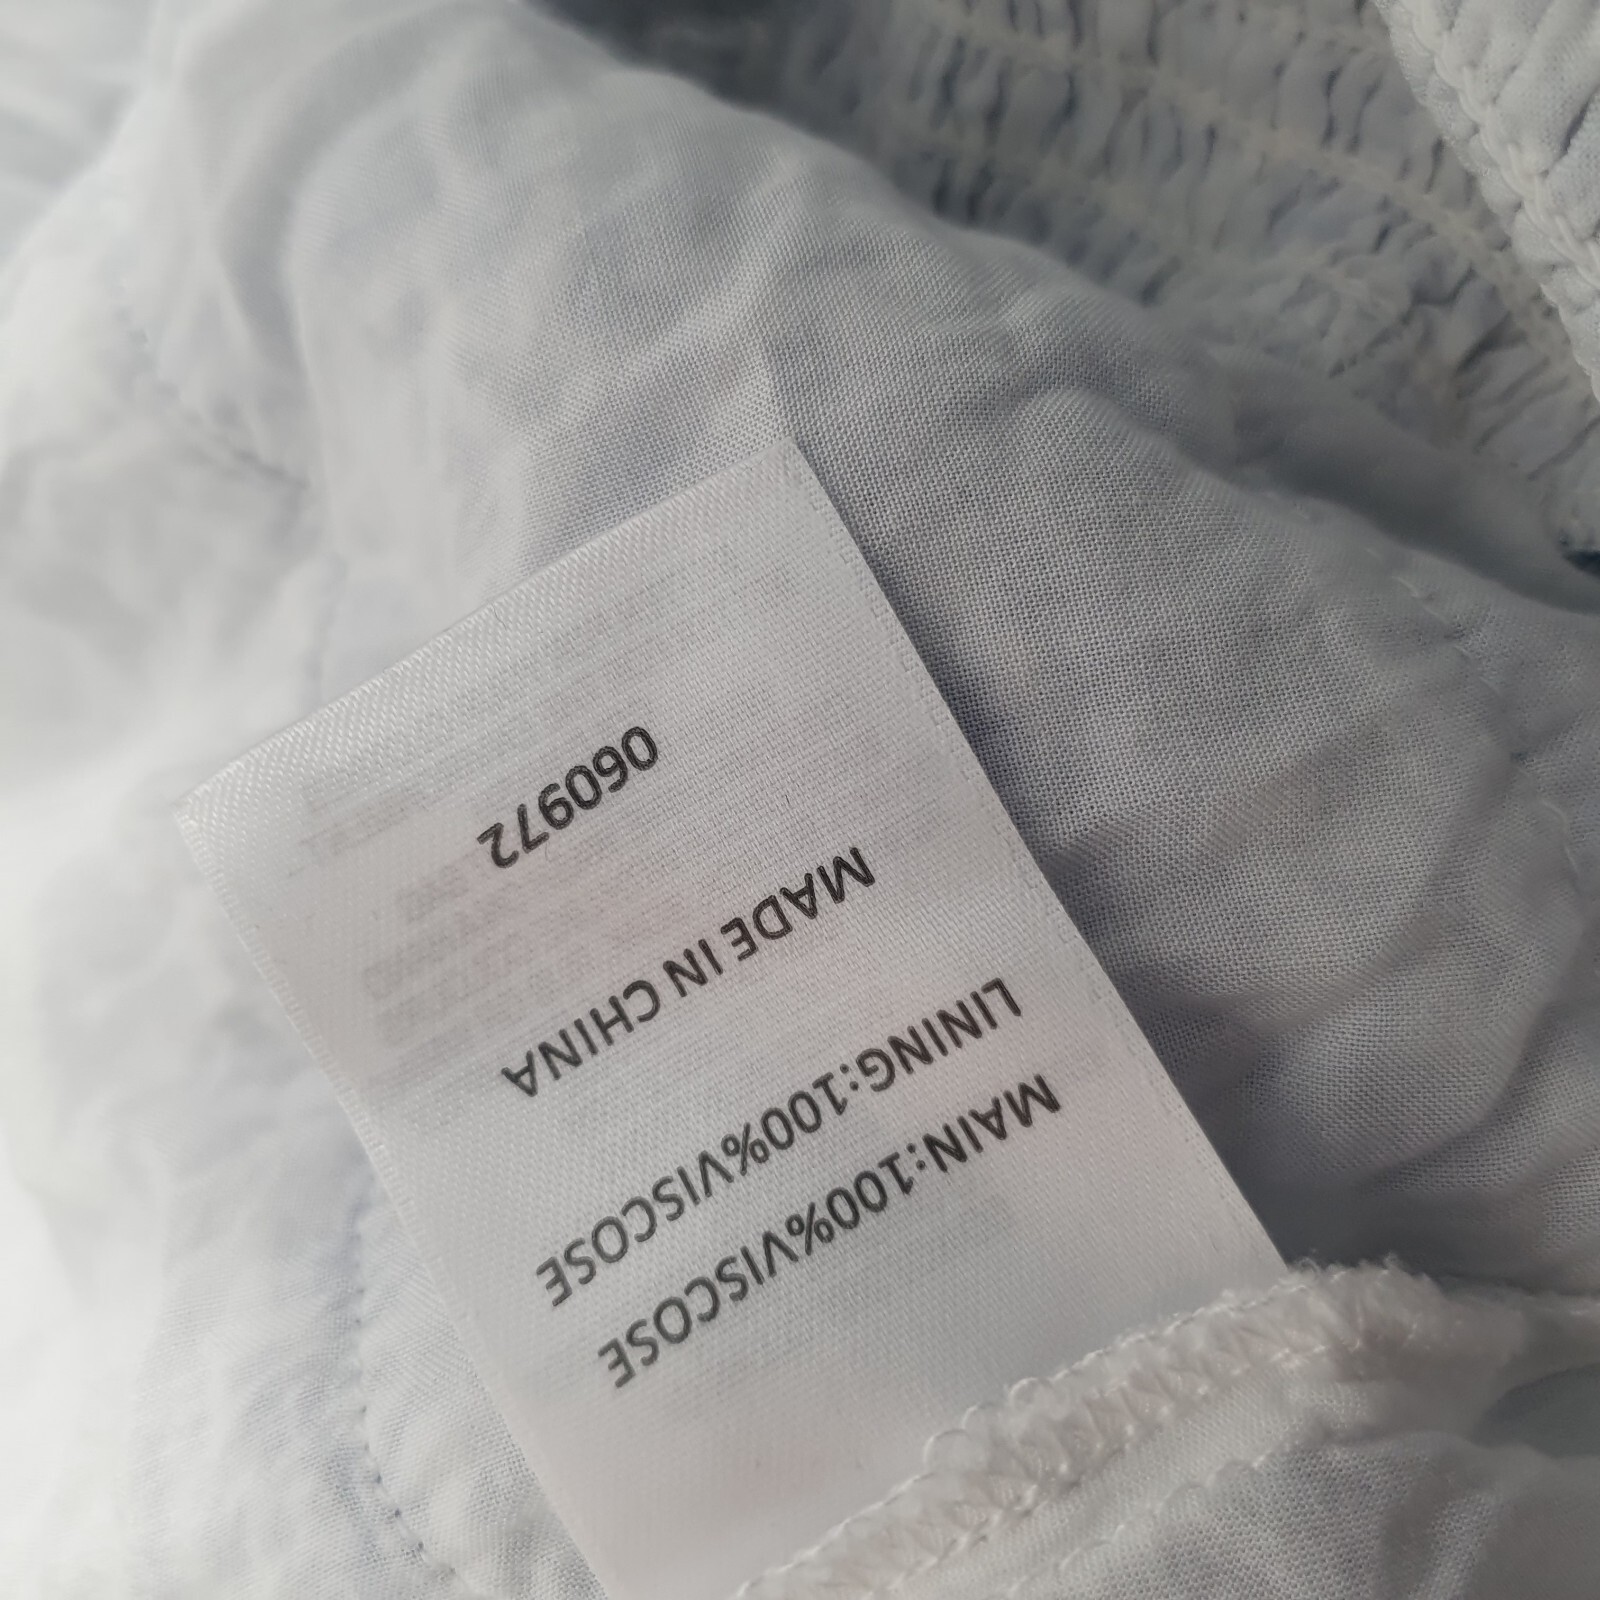 MAIN:100%VISCOSE
LINING:100%VISCOSE
MADE IN CHINA
060972